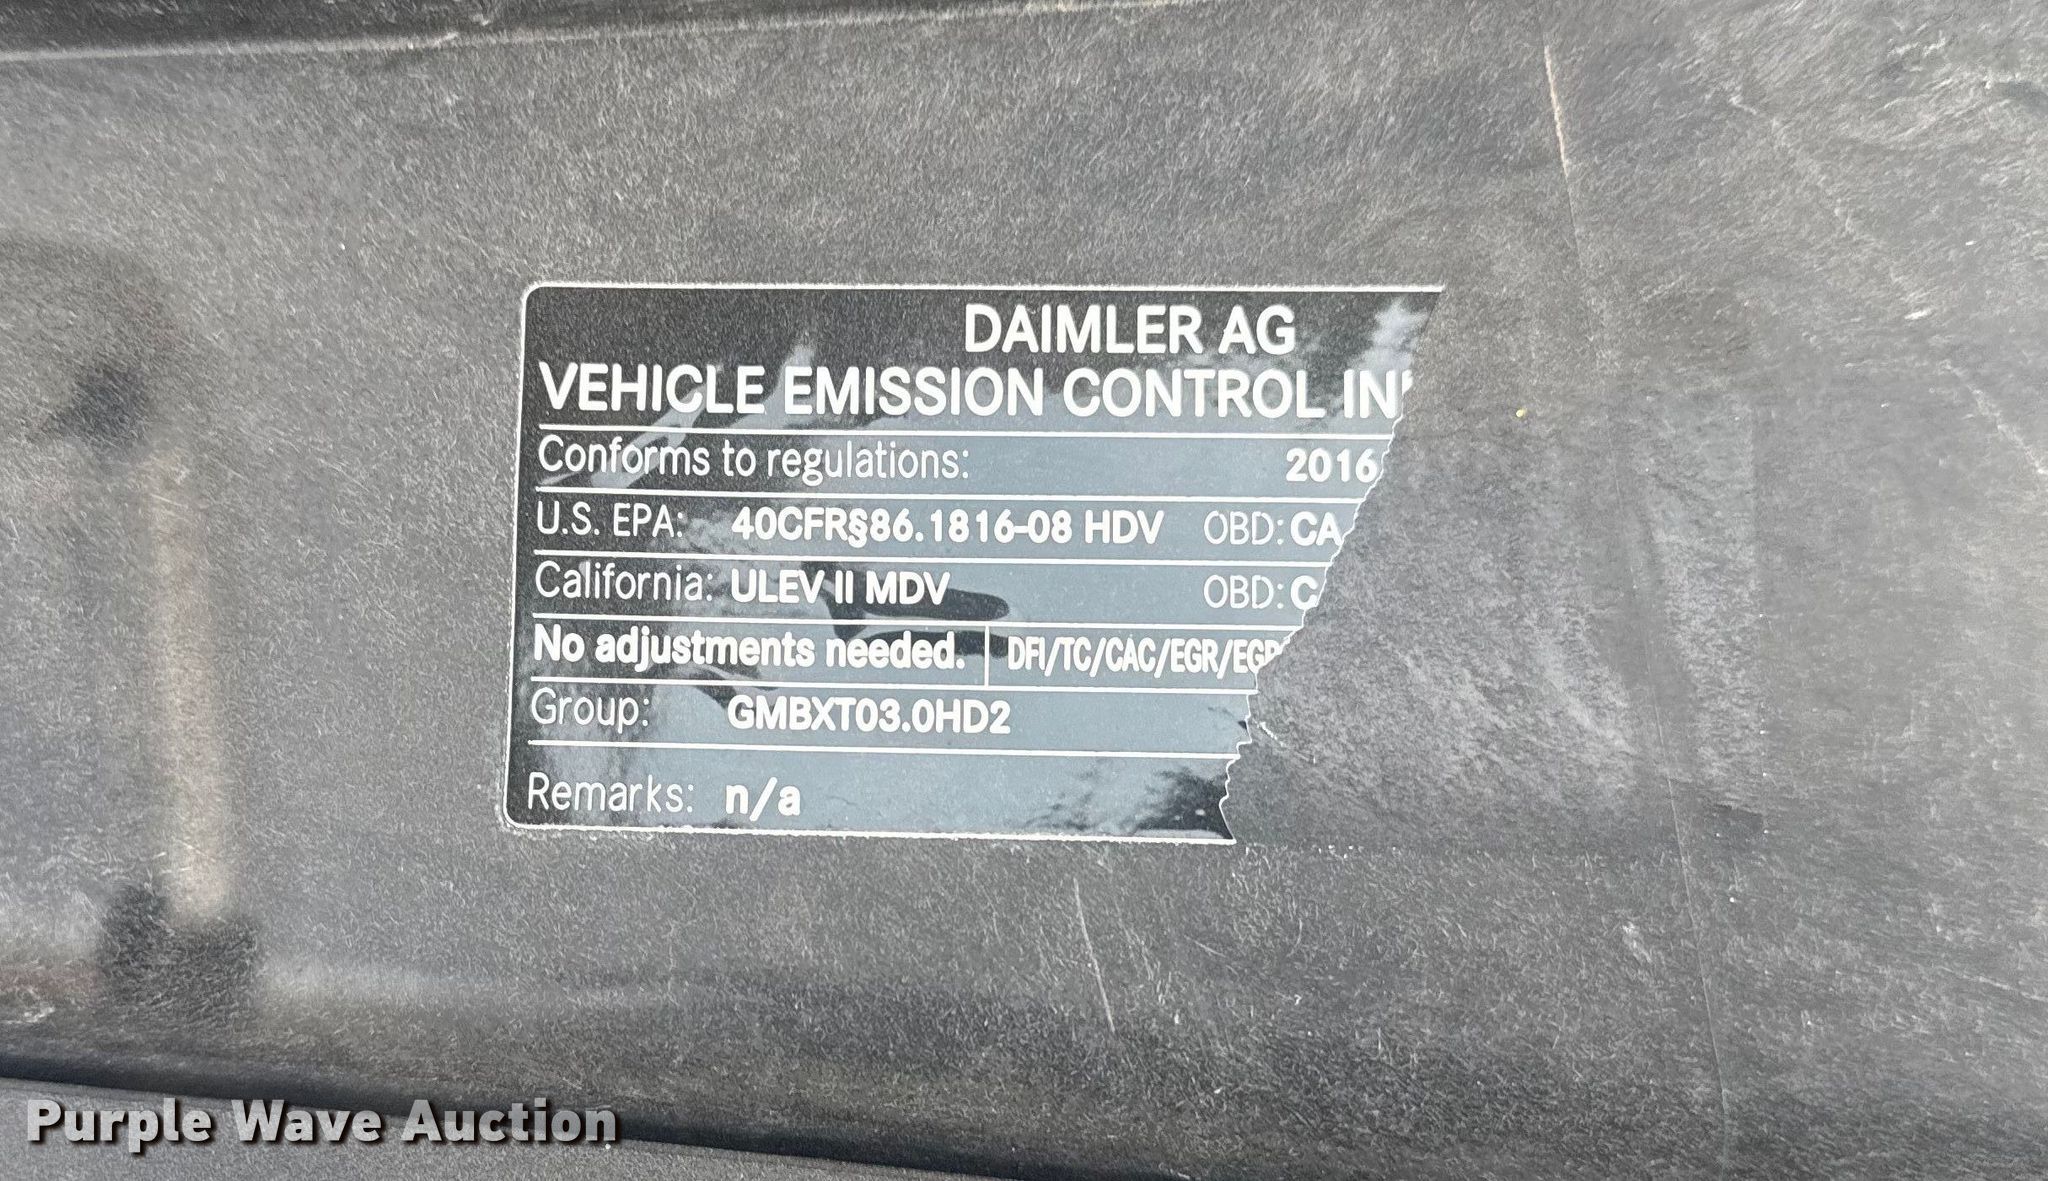 DAIMLER AG
VEHICLE EMISSION CONTROL IN
Conforms to regulations: 2016
U.S. EPA: 40CFR§86.1816-08 HDV OBD: CA
California: ULEV II MDV OBD: C
No adjustments needed. DFI/TC/CAC/EGR/EGR
Group: GMBXT03.0HD2
Remarks: n/a
Purple Wave Auction